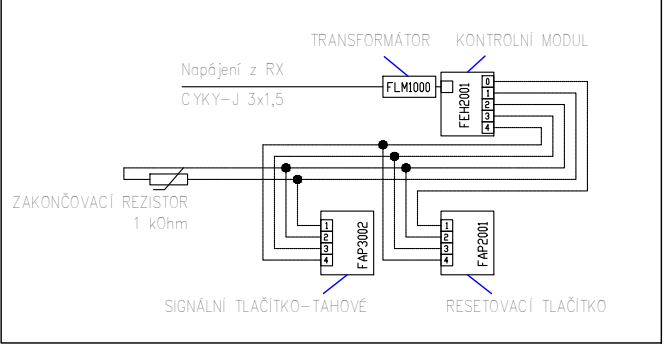 TRANSFORMÁTOR KONTROLNÍ MODUL
Napájení z RX
CYKY-J 3x1,5
FLM1000
FEH2001
0
1
2
3
4
ZAKONČOVACÍ REZISTOR
1 kOhm
1
2
3
4
FAP3002
1
2
3
4
FAP2001
SIGNÁLNÍ TLAČÍTKO-TAHOVÉ
RESETOVACÍ TLAČÍTKO